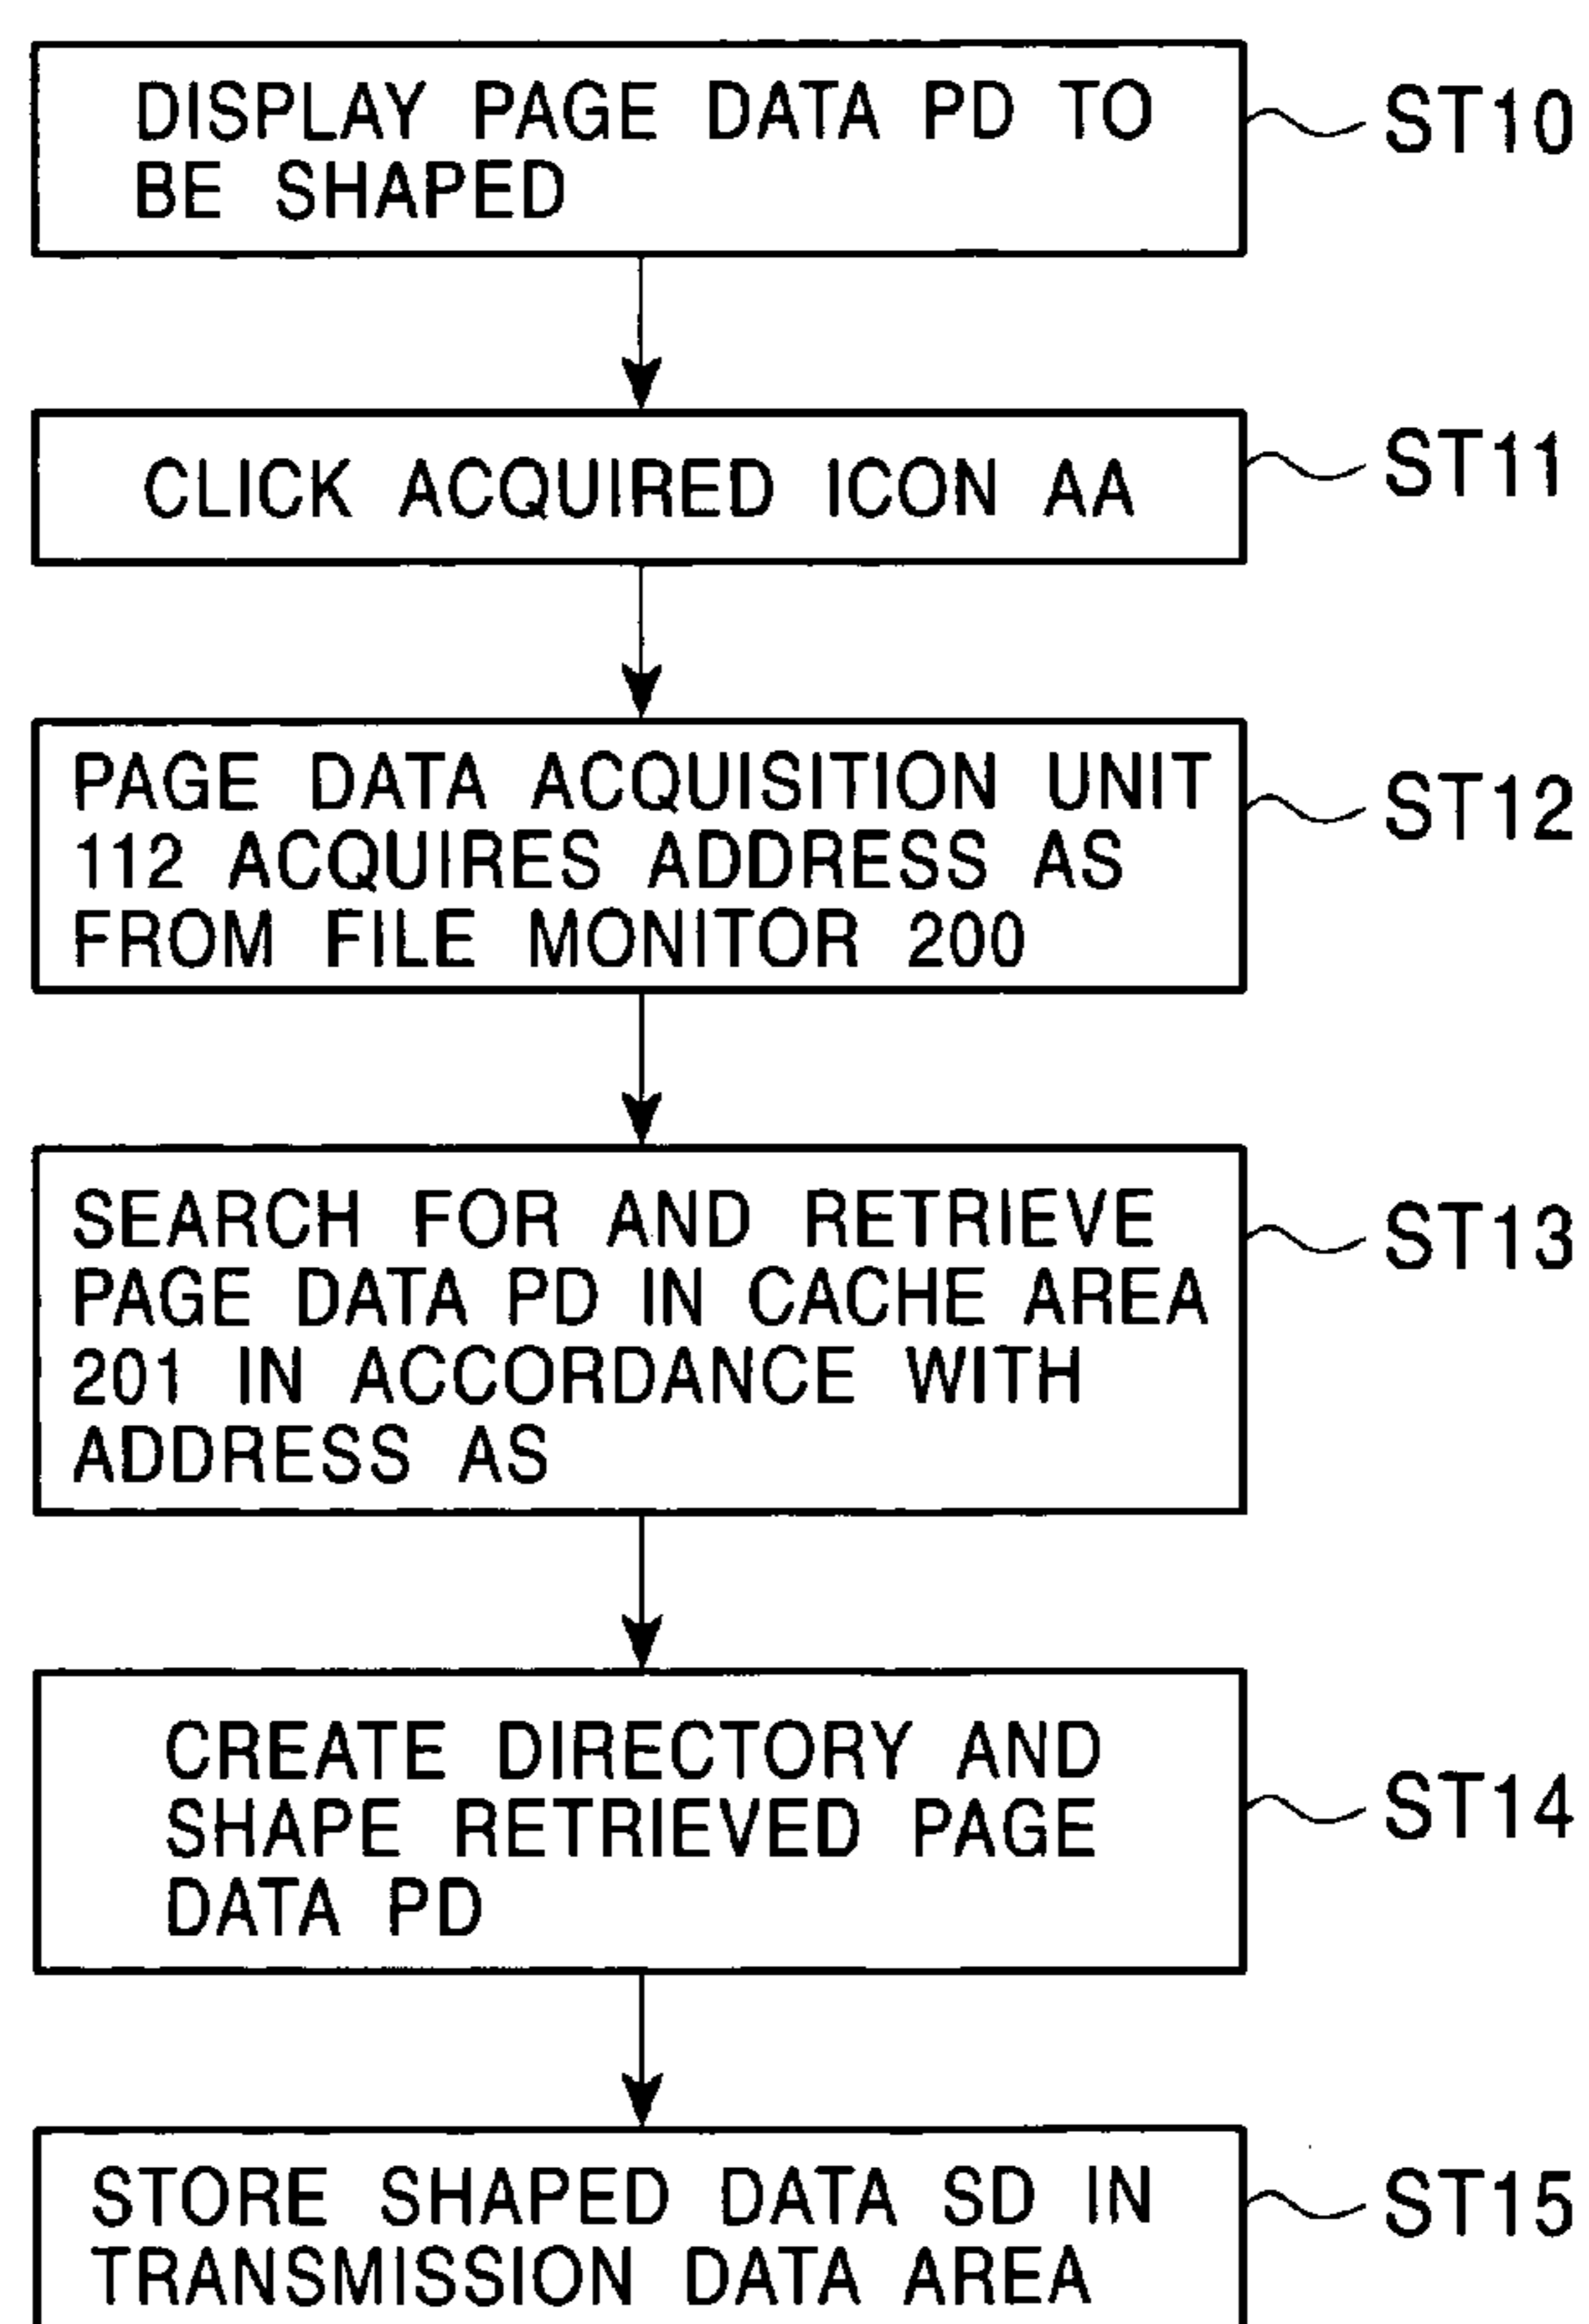 DISPLAY PAGE DATA PD TO
BE SHAPED
ST10
CLICK ACQUIRED ICON AA
ST11
PAGE DATA ACQUISITION UNIT
112 ACQUIRES ADDRESS AS
FROM FILE MONITOR 200
ST12
SEARCH FOR AND RETRIEVE
PAGE DATA PD IN CACHE AREA
201 IN ACCORDANCE WITH
ADDRESS AS
ST13
CREATE DIRECTORY AND
SHAPE RETRIEVED PAGE
DATA PD
ST14
STORE SHAPED DATA SD IN
TRANSMISSION DATA AREA
ST15